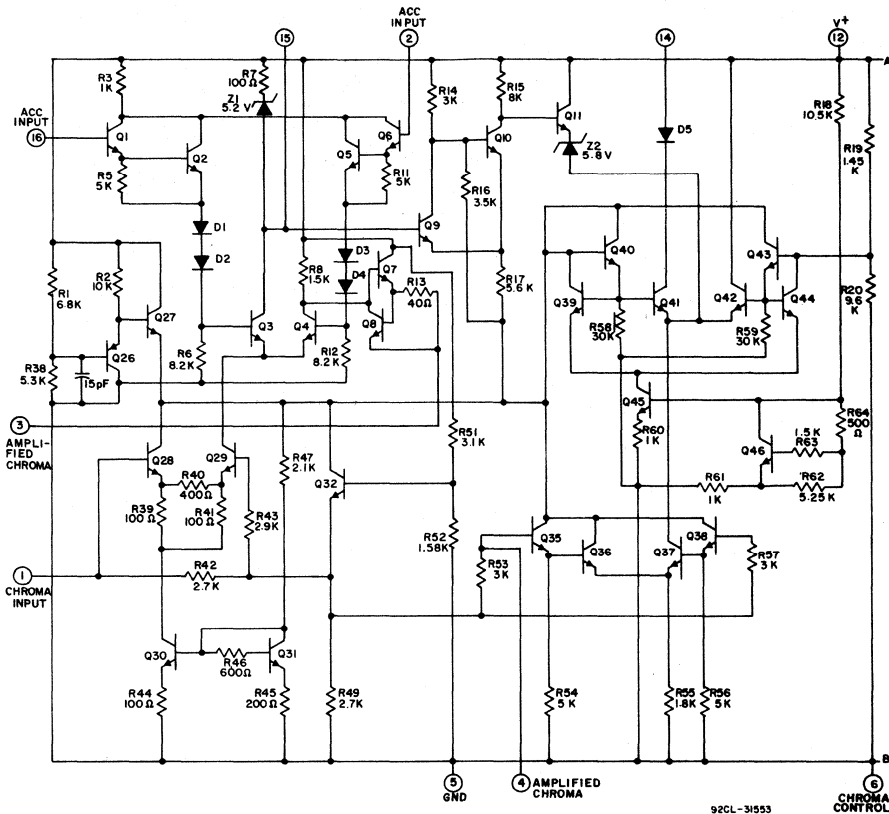 ACC
INPUT
15
2
14
V+
12
A
R3
1K
R7
100Ω
Z1
5.2 V
R14
3K
R15
8K
Q11
R18
10.5K
ACC
INPUT
16
Q1
Q2
Q5
Q6
Q10
Z2
5.8 V
D5
R19
1.45
K
R5
5K
R11
5K
R16
3.5K
D1
D2
Q9
Q40
Q43
R2
10K
D3
D4
Q7
R8
1.5K
R13
40Ω
R17
5.6 K
R20
9.6
K
R1
6.8K
Q27
Q39
Q41
Q42
Q44
Q3
Q4
Q8
R58
30K
R59
30K
Q26
R6
8.2K
R12
8.2K
R38
5.3K
15pF
Q45
R64
500
Ω
3
AMPLI-
FIED
CHROMA
R51
3.1K
R60
1K
Q46
1.5 K
R63
Q28
Q29
R47
2.1K
Q32
R61
1K
R62
5.25 K
R40
400Ω
R39
100Ω
R41
100Ω
R43
2.9K
R52
1.58K
Q35
Q36
Q37
Q38
1
CHROMA
INPUT
R42
2.7K
R53
3K
R57
3K
Q30
R46
600Ω
Q31
R44
100Ω
R45
200Ω
R49
2.7K
R54
5 K
R55
1.8K
R56
5K
B
5
GND
4
AMPLIFIED
CHROMA
6
CHROMA
CONTROL
92CL-31553